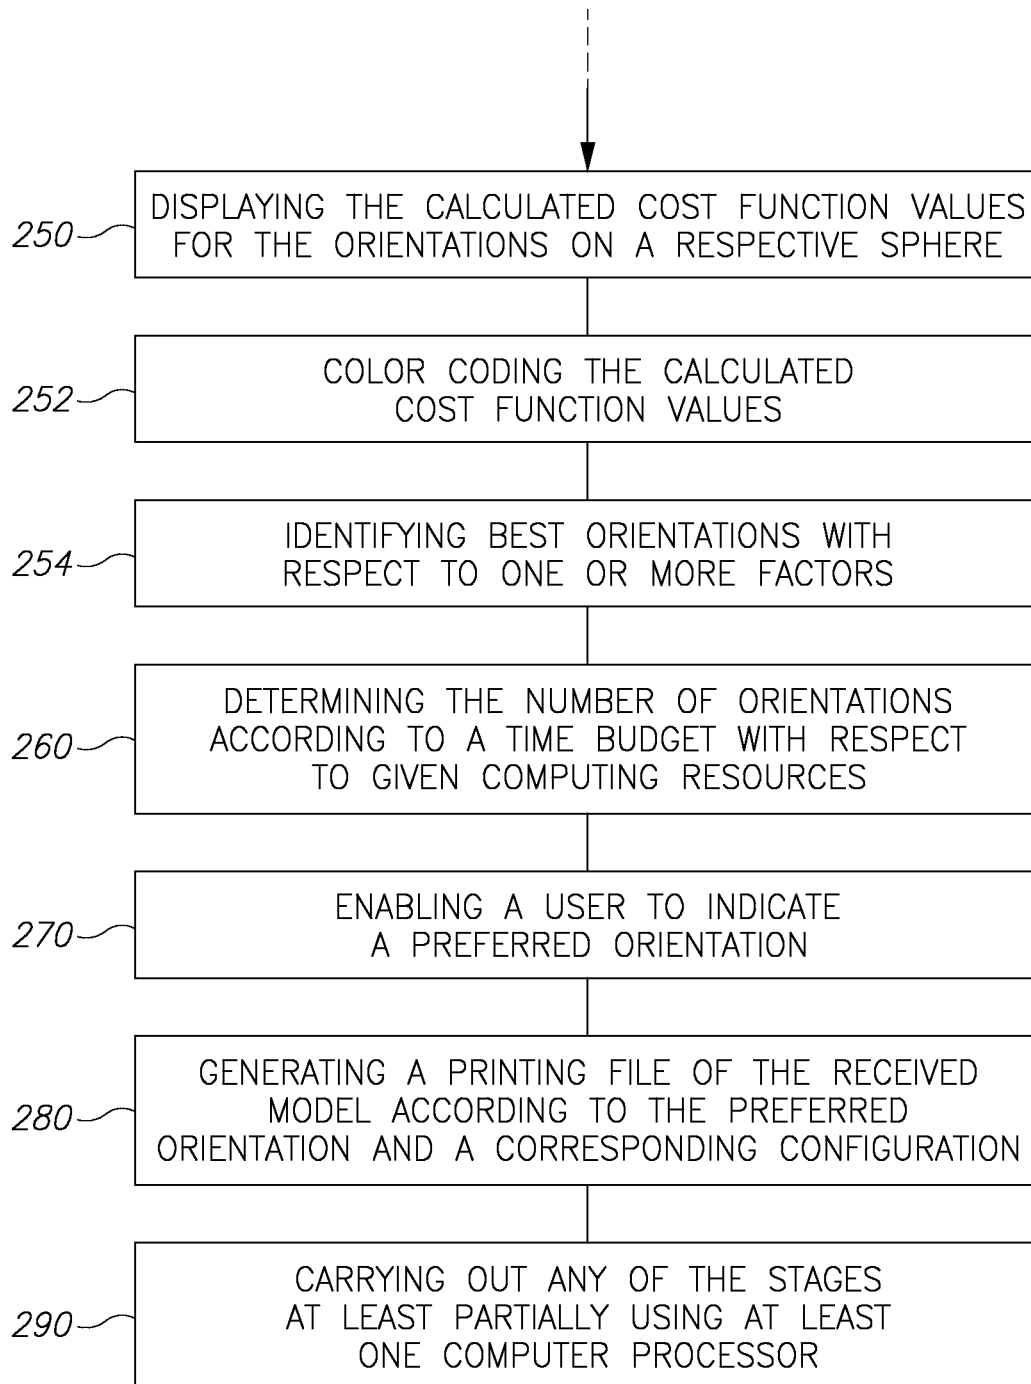 250
DISPLAYING THE CALCULATED COST FUNCTION VALUES
FOR THE ORIENTATIONS ON A RESPECTIVE SPHERE
252
COLOR CODING THE CALCULATED
COST FUNCTION VALUES
254
IDENTIFYING BEST ORIENTATIONS WITH
RESPECT TO ONE OR MORE FACTORS
260
DETERMINING THE NUMBER OF ORIENTATIONS
ACCORDING TO A TIME BUDGET WITH RESPECT
TO GIVEN COMPUTING RESOURCES
270
ENABLING A USER TO INDICATE
A PREFERRED ORIENTATION
280
GENERATING A PRINTING FILE OF THE RECEIVED
MODEL ACCORDING TO THE PREFERRED
ORIENTATION AND A CORRESPONDING CONFIGURATION
290
CARRYING OUT ANY OF THE STAGES
AT LEAST PARTIALLY USING AT LEAST
ONE COMPUTER PROCESSOR